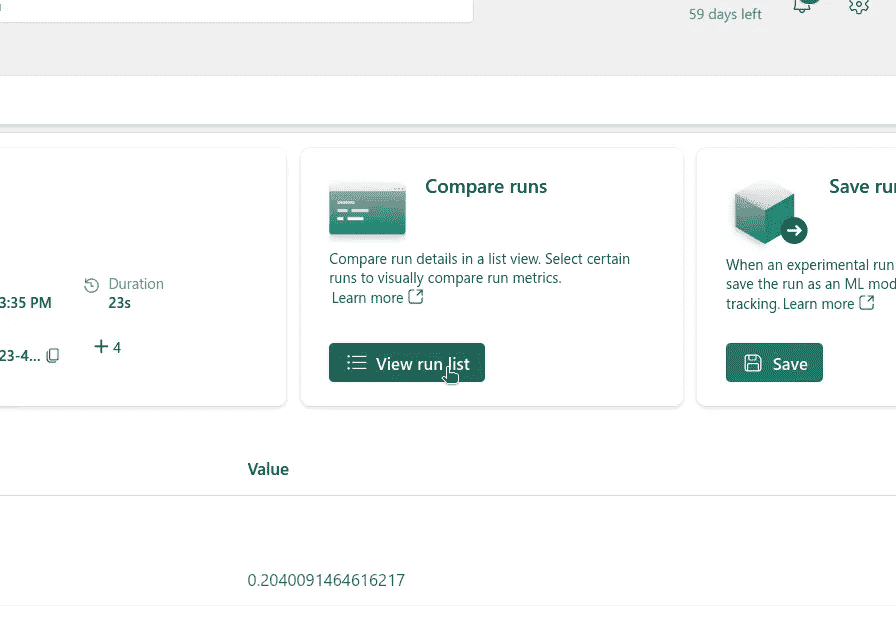 59 days left
Compare runs
Save
Compare run details in a list view. Select certain
runs to visually compare run metrics.
Learn more
When an experimental run
save the run as an ML
tracking. Learn more
Duration
3:35 PM
23s
23-4...
+ 4
View run list
Save
Value
0.2040091464616217